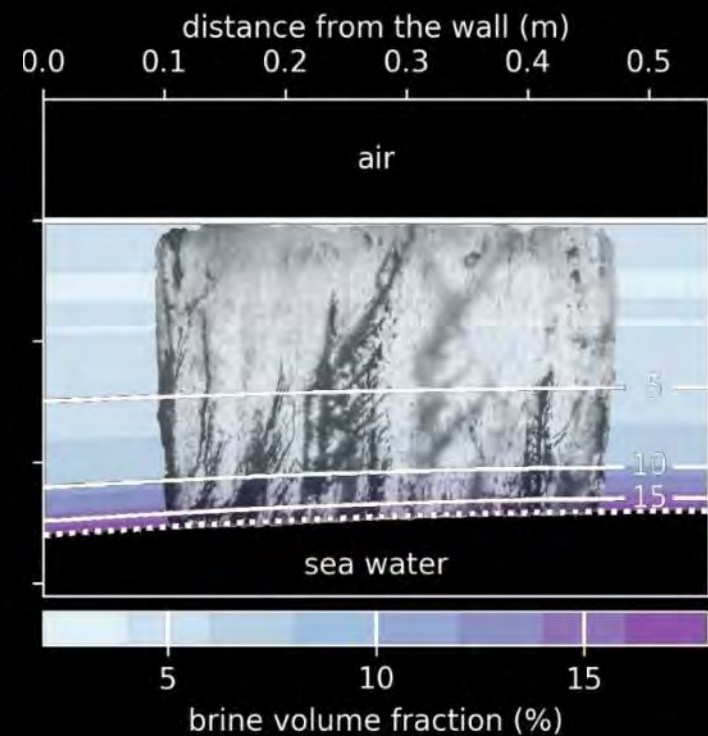 distance from the wall (m)
0.0 0.1 0.2 0.3 0.4 0.5
air
5
10
15
sea water
5 10 15
brine volume fraction (%)